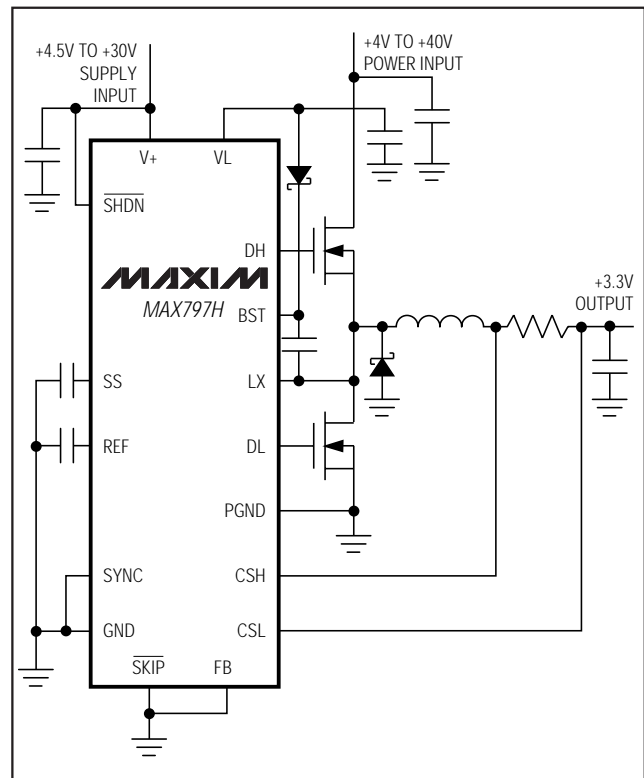 +4.5V TO +30V
SUPPLY
INPUT
+4V TO +40V
POWER INPUT
V+
VL
SHDN
DH
MAXIM
MAX797H
BST
+3.3V
OUTPUT
SS
LX
REF
DL
PGND
SYNC
CSH
GND
CSL
SKIP
FB